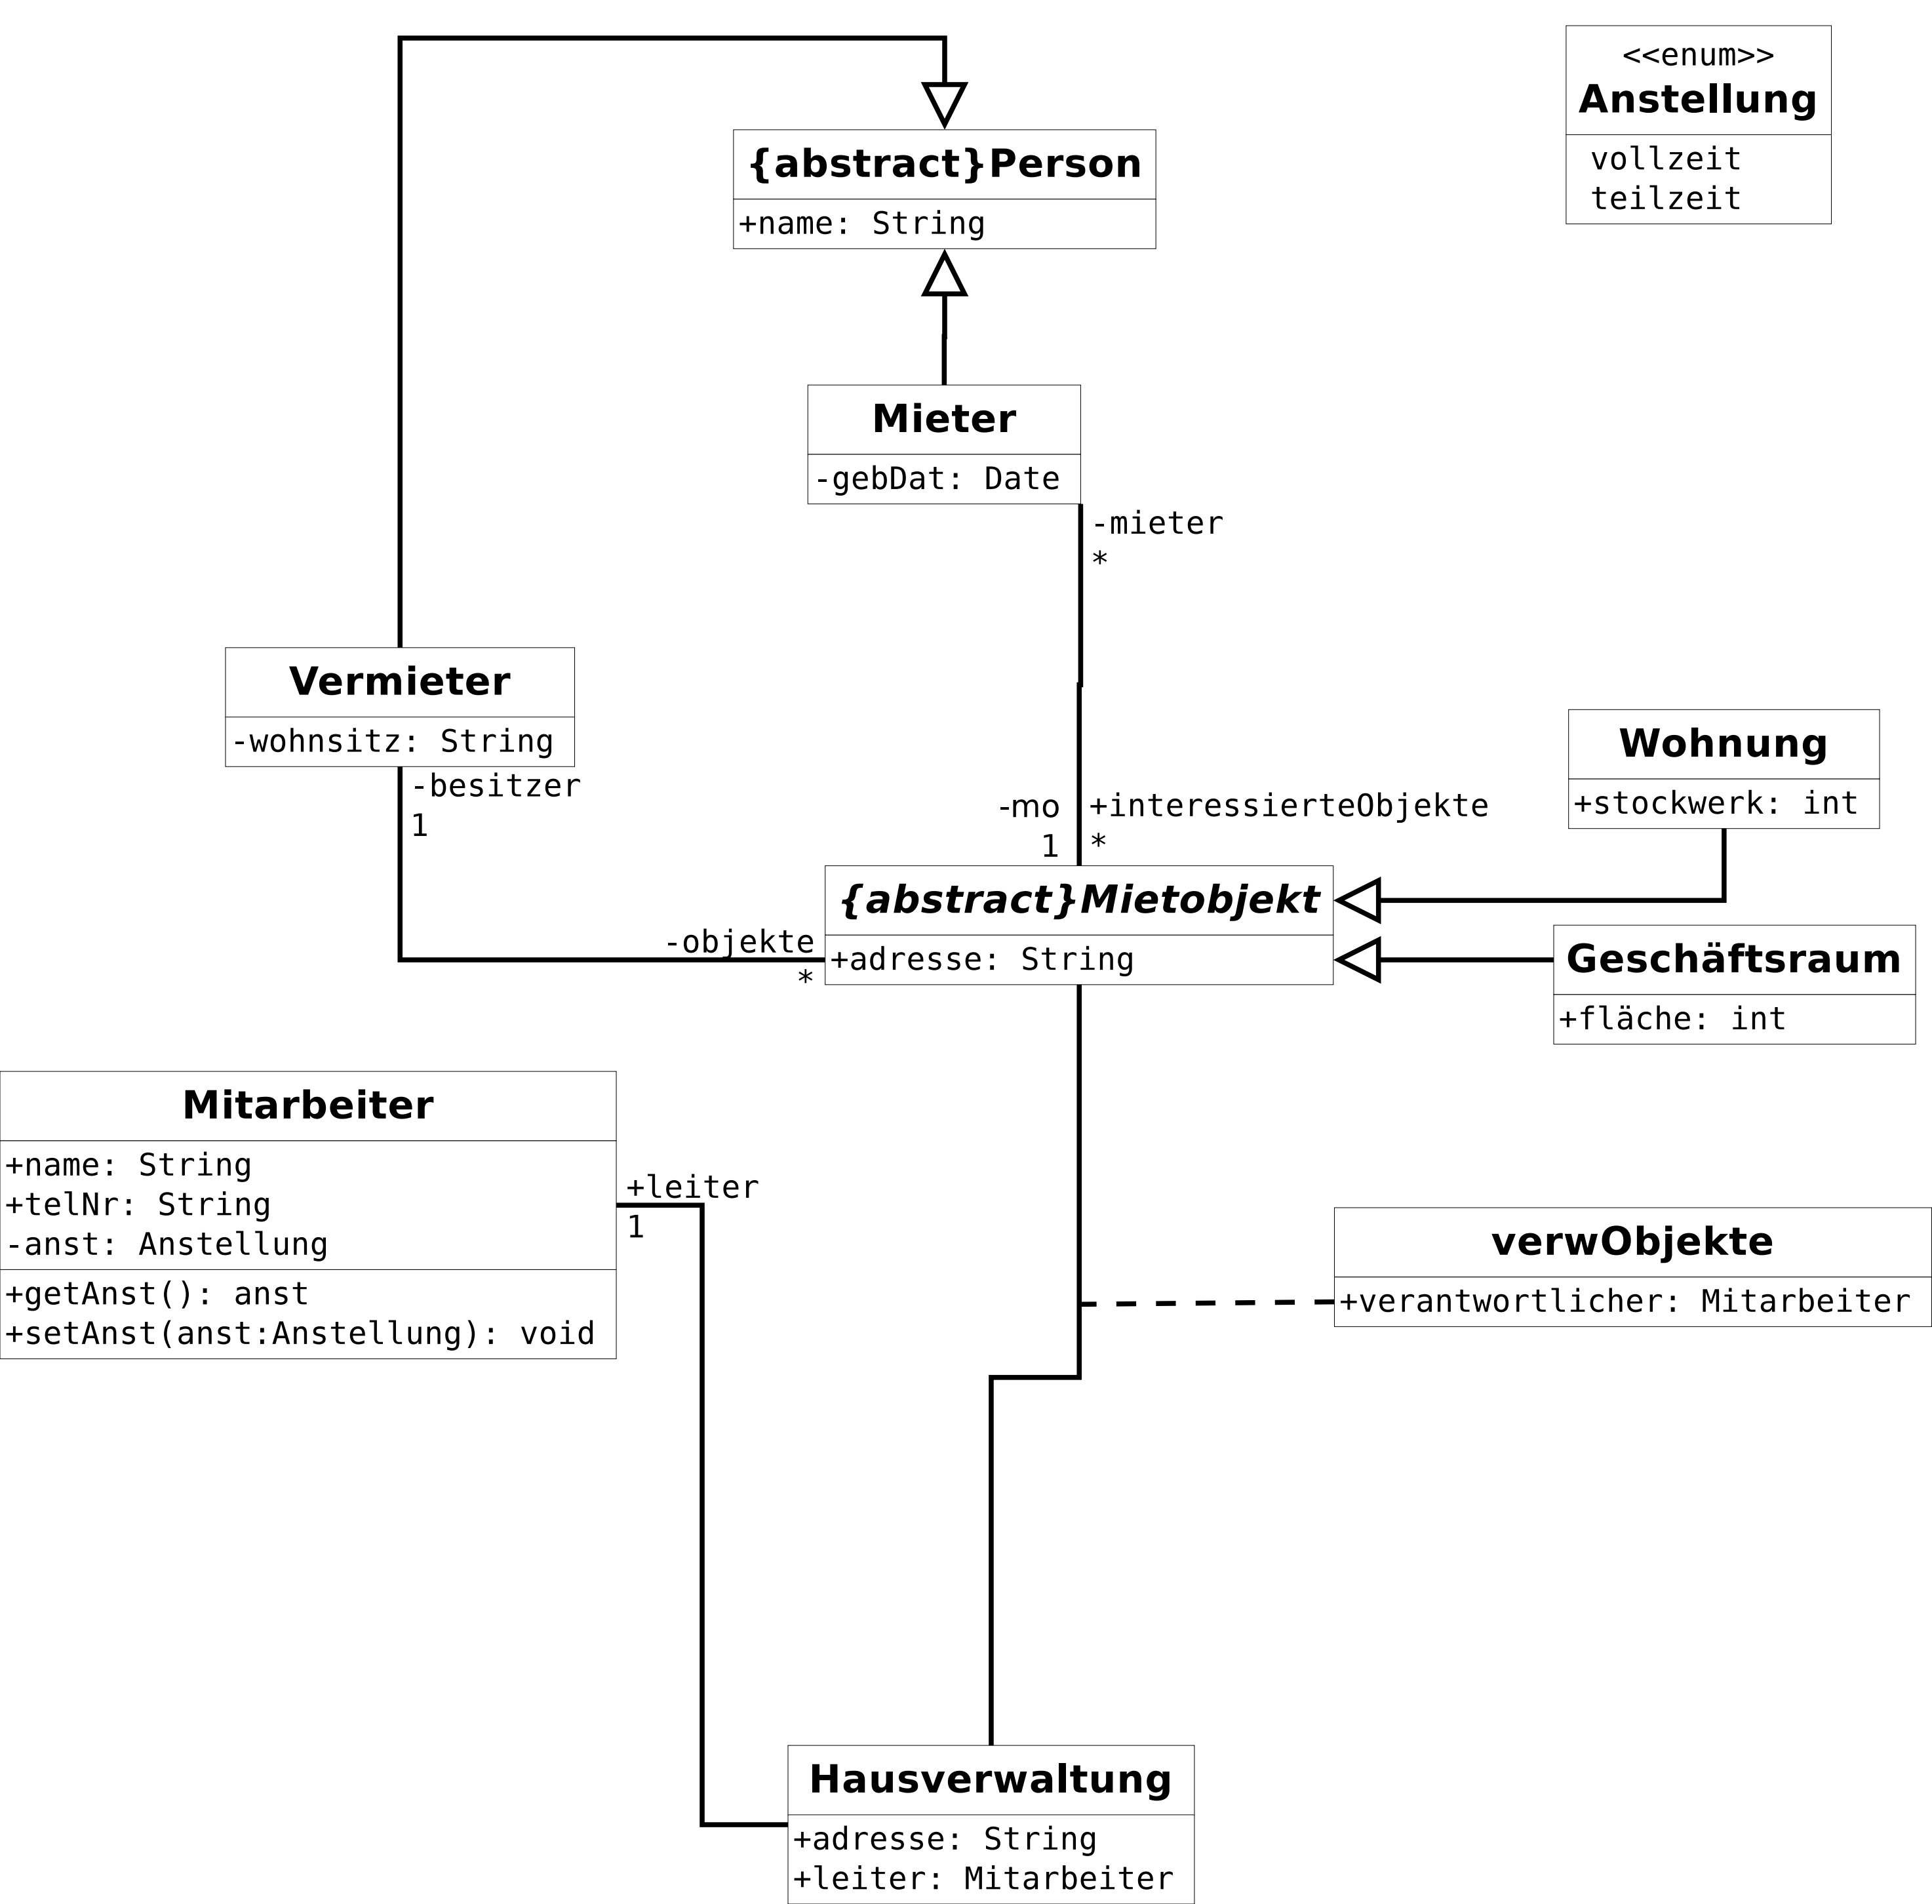 <<enum>>
Anstellung
vollzeit
teilzeit
{abstract}Person
+name: String
Mieter
-gebDat: Date
-mieter
*
Vermieter
-wohnsitz: String
-besitzer
1
Wohnung
+stockwerk: int
-mo
1
+interessierteObjekte
*
{abstract}Mietobjekt
+adresse: String
-objekte
*
Geschäftsraum
+fläche: int
Mitarbeiter
+name: String
+telNr: String
-anst: Anstellung
+getAnst(): anst
+setAnst(anst:Anstellung): void
+leiter
1
verwObjekte
+verantwortlicher: Mitarbeiter
Hausverwaltung
+adresse: String
+leiter: Mitarbeiter